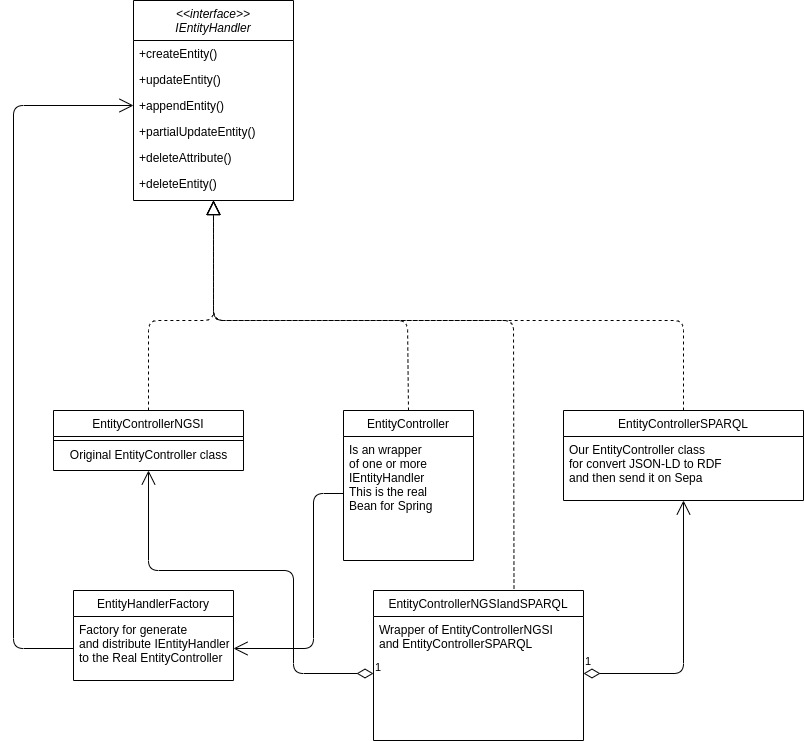 <<interface>>
IEntityHandler
+createEntity()
+updateEntity()
+appendEntity()
+partialUpdateEntity()
+deleteAttribute()
+deleteEntity()
EntityControllerNGSI
Original EntityController class
EntityController
Is an wrapper
of one or more
IEntityHandler
This is the real
Bean for Spring
EntityControllerSPARQL
Our EntityController class
for convert JSON-LD to RDF
and then send it on Sepa
EntityHandlerFactory
Factory for generate
and distribute IEntityHandler
to the Real EntityController
EntityControllerNGSIandSPARQL
Wrapper of EntityControllerNGSI
and EntityControllerSPARQL
1
1